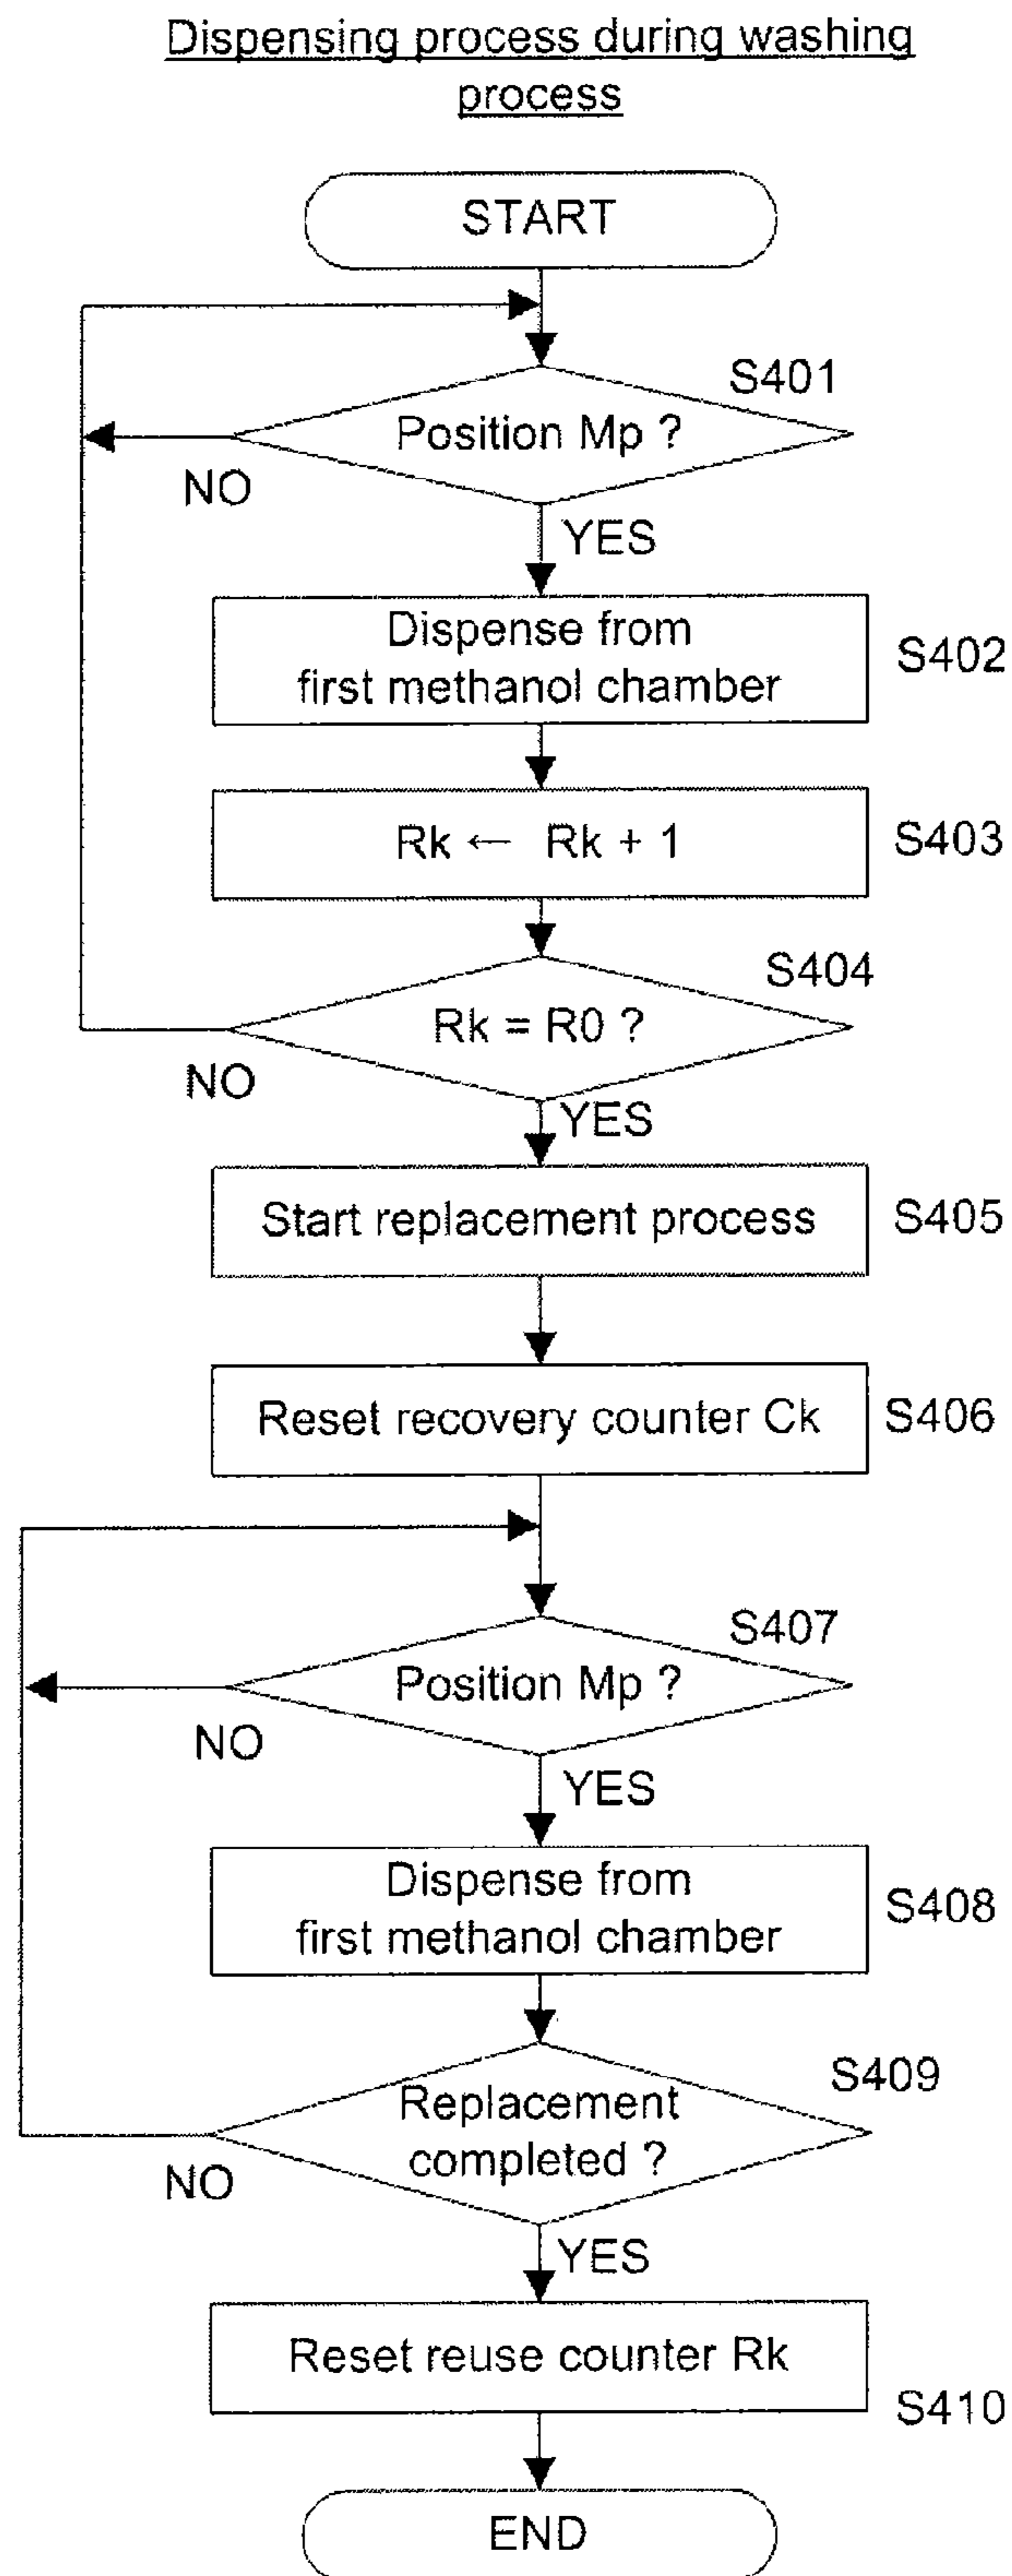 Dispensing process during washing
process
START
S401
Position Mp ?
NO
YES
Dispense from
first methanol chamber
S402
Rk ← Rk + 1
S403
S404
Rk = R0 ?
NO
YES
Start replacement process
S405
Reset recovery counter Ck
S406
S407
Position Mp ?
NO
YES
Dispense from
first methanol chamber
S408
S409
Replacement
completed ?
NO
YES
Reset reuse counter Rk
S410
END